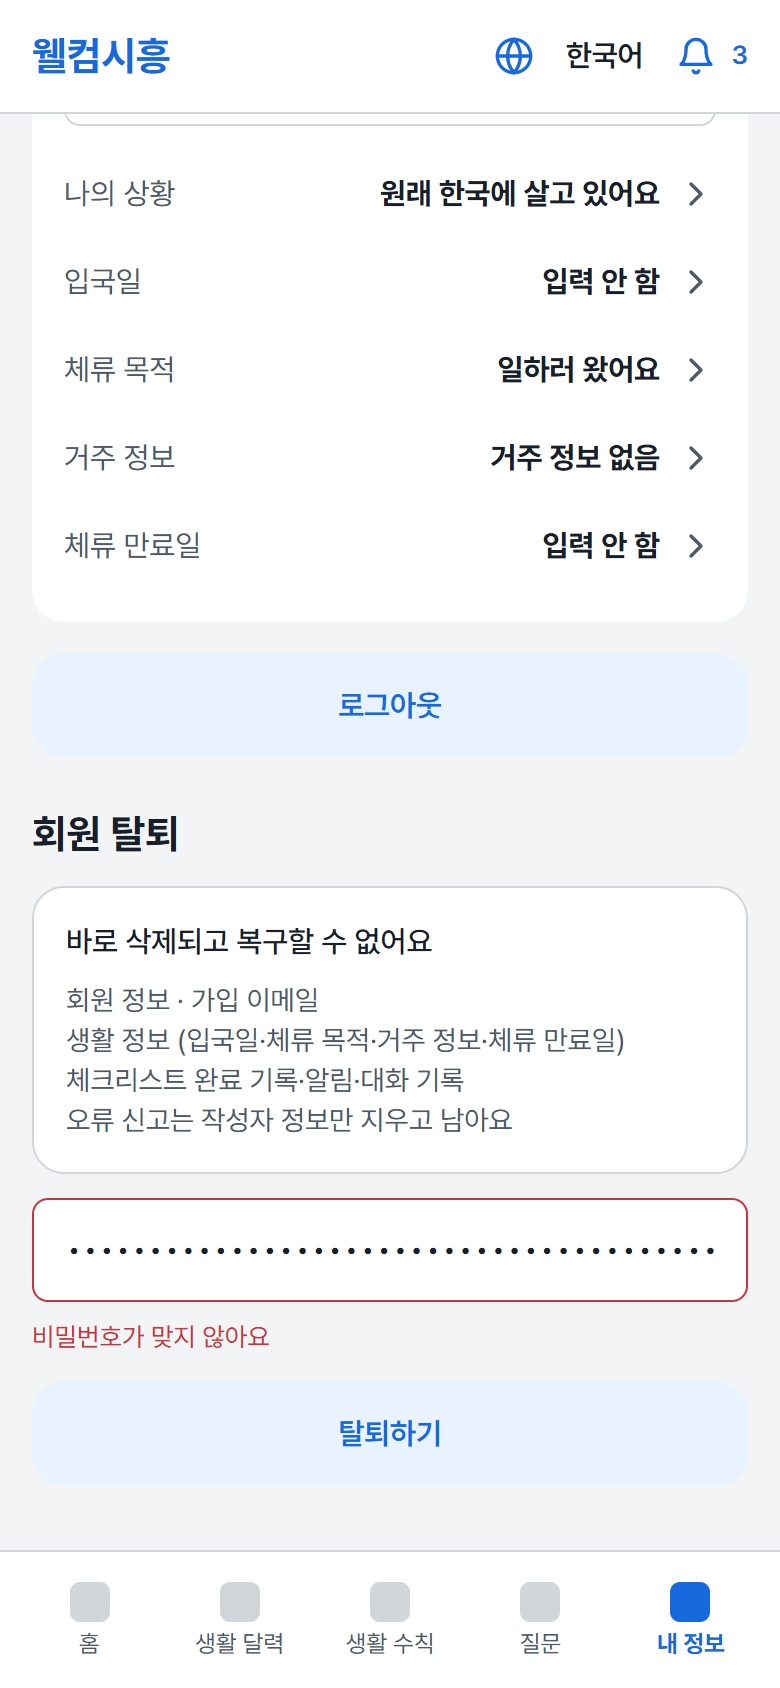 웰컴시흥
한국어
3
나의 상황
원래 한국에 살고 있어요
입국일
입력 안 함
체류 목적
일하러 왔어요
거주 정보
거주 정보 없음
체류 만료일
입력 안 함
로그아웃
회원 탈퇴
바로 삭제되고 복구할 수 없어요
회원 정보 · 가입 이메일
생활 정보 (입국일·체류 목적·거주 정보·체류 만료일)
체크리스트 완료 기록·알림·대화 기록
오류 신고는 작성자 정보만 지우고 남아요
비밀번호가 맞지 않아요
탈퇴하기
홈
생활 달력
생활 수칙
질문
내 정보